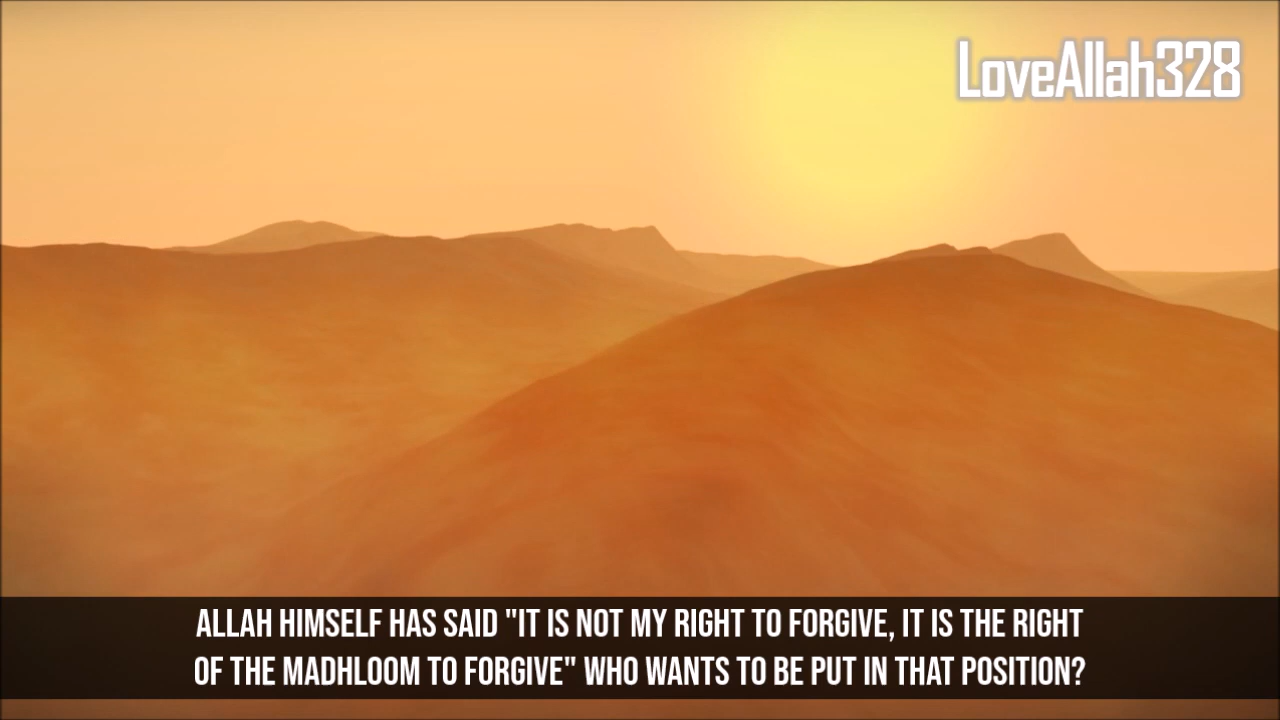 LoveAllah328
ALLAH HIMSELF HAS SAID "IT IS NOT MY RIGHT TO FORGIVE, IT IS THE RIGHT
OF THE MADHLOOM TO FORGIVE" WHO WANTS TO BE PUT IN THAT POSITION?